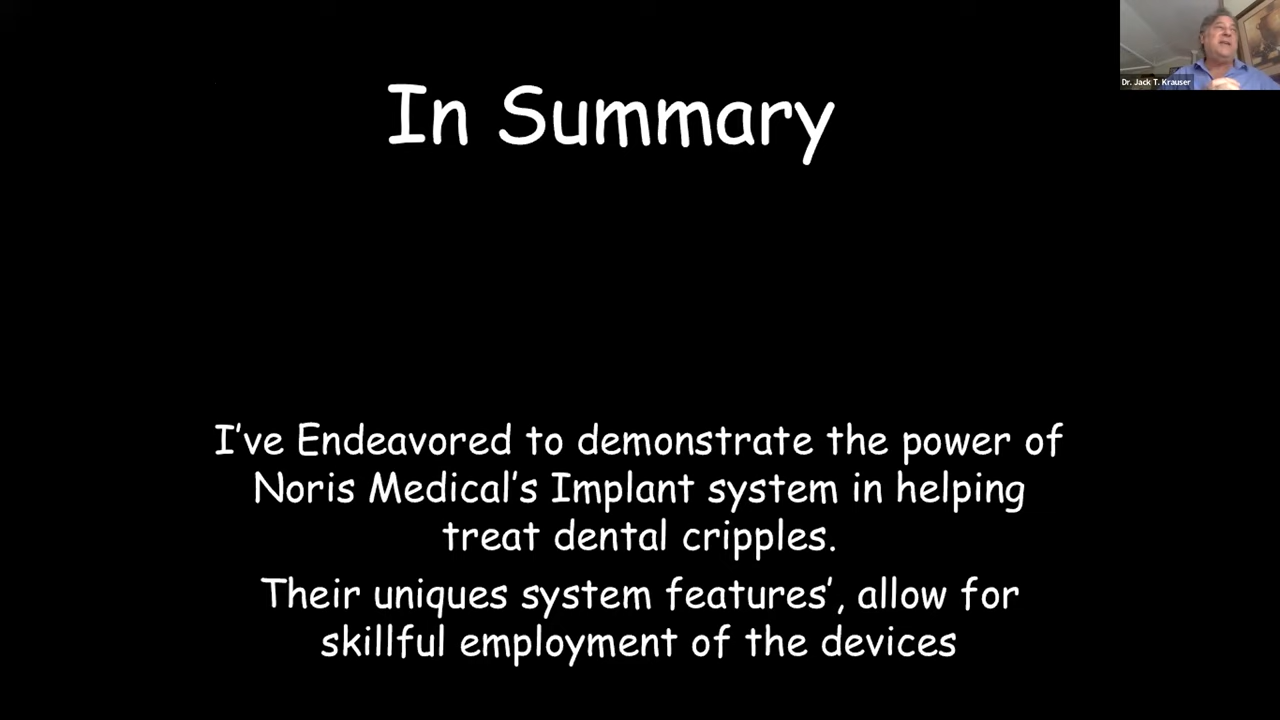 In Summary
Dr. Jack T. Krauser
I've Endeavored to demonstrate the power of
Noris Medical's Implant system in helping
treat dental cripples.
Their uniques system features', allow for
skillful employment of the devices